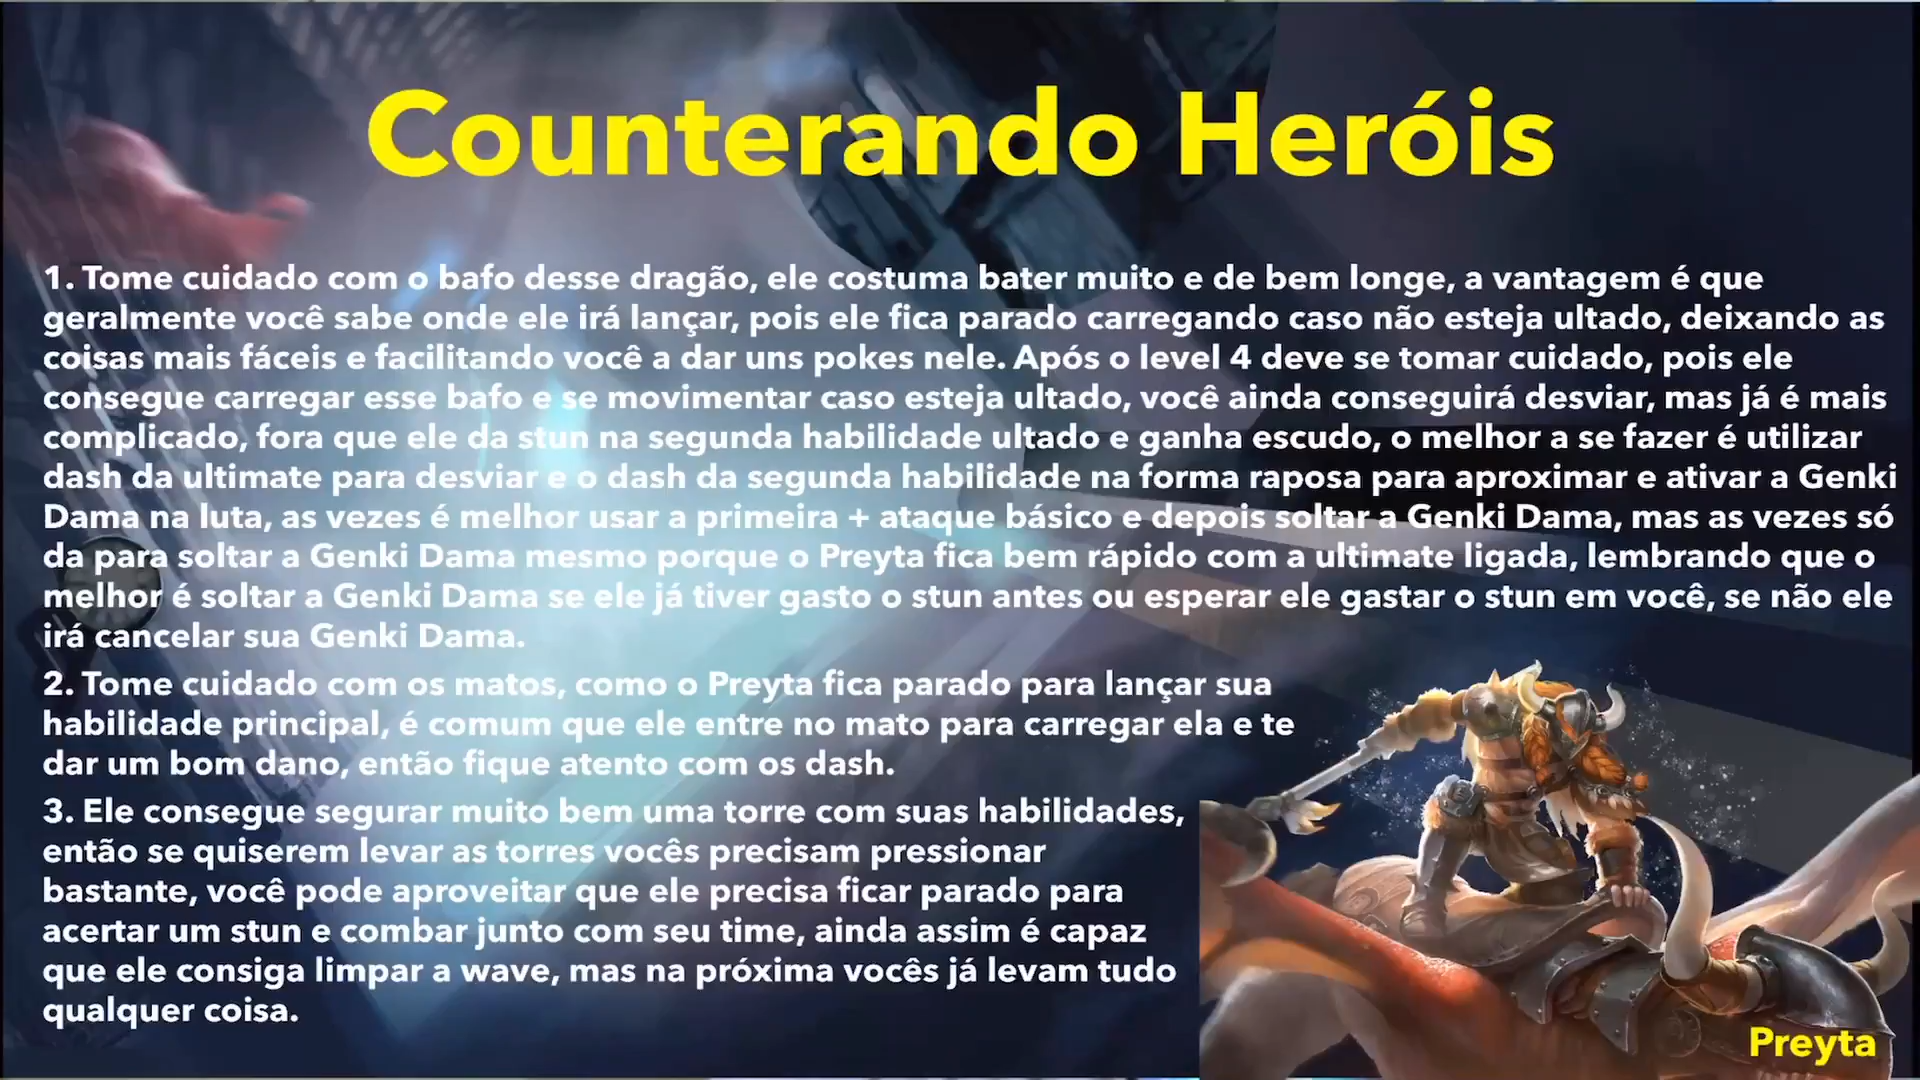 Counterando Heróis
1. Tome cuidado com o bafo desse dragão, ele costuma bater muito e de bem longe, a vantagem é que
geralmente você sabe onde ele irá lançar, pois ele fica parado carregando caso não esteja ultado, deixando as
coisas mais fáceis e facilitando você a dar uns pokes nele. Após o level 4 deve se tomar cuidado, pois ele
consegue carregar esse bafo e se movimentar caso esteja ultado, você ainda conseguirá desviar, mas já é mais
complicado, fora que ele da stun na segunda habilidade ultado e ganha escudo, o melhor a se fazer é utilizar
dash da ultimate para desviar e o dash da segunda habilidade na forma raposa para aproximar e ativar a Genki
Dama na luta, as vezes é melhor usar a primeira + ataque básico e depois soltar a Genki Dama, mas as vezes só
da para soltar a Genki Dama mesmo porque o Preyta fica bem rápido com a ultimate ligada, lembrando que o
melhor é soltar a Genki Dama se ele já tiver gasto o stun antes ou esperar ele gastar o stun em você, se não ele
irá cancelar sua Genki Dama.
2. Tome cuidado com os matos, como o Preyta fica parado para lançar sua
habilidade principal, é comum que ele entre no mato para carregar ela e te
dar um bom dano, então fique atento com os dash.
3. Ele consegue segurar muito bem uma torre com suas habilidades,
então se quiserem levar as torres vocês precisam pressionar
bastante, você pode aproveitar que ele precisa ficar parado para
acertar um stun e combar junto com seu time, ainda assim é capaz
que ele consiga limpar a wave, mas na próxima vocês já levam tudo
qualquer coisa.
Preyta